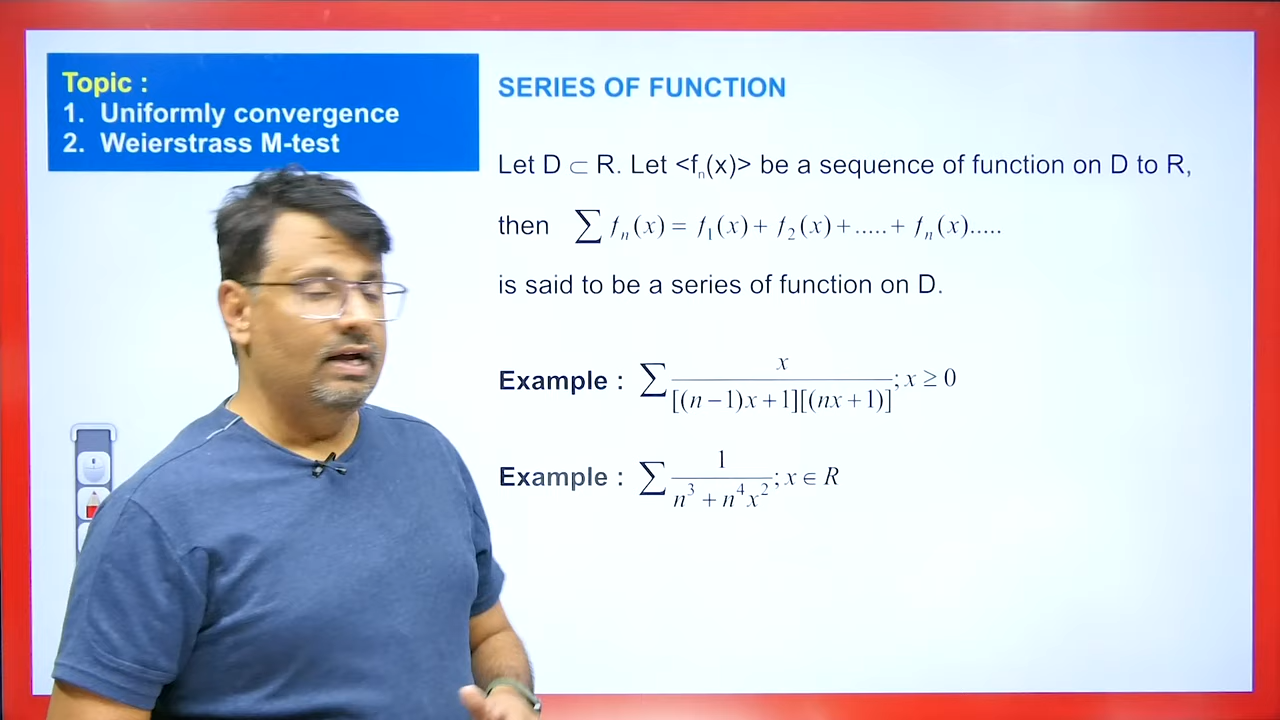 Topic :
1. Uniformly convergence
2. Weierstrass M-test
SERIES OF FUNCTION
Let D ⊂ R. Let <fₙ(x)> be a sequence of function on D to R,
then ∑ fₙ(x) = f₁(x) + f₂(x) + ..... + fₙ(x).....
is said to be a series of function on D.
Example : ∑ x / [(n−1)x+1][(nx+1)] ; x ≥ 0
Example : ∑ 1 / n³ + n⁴x² ; x ∈ R